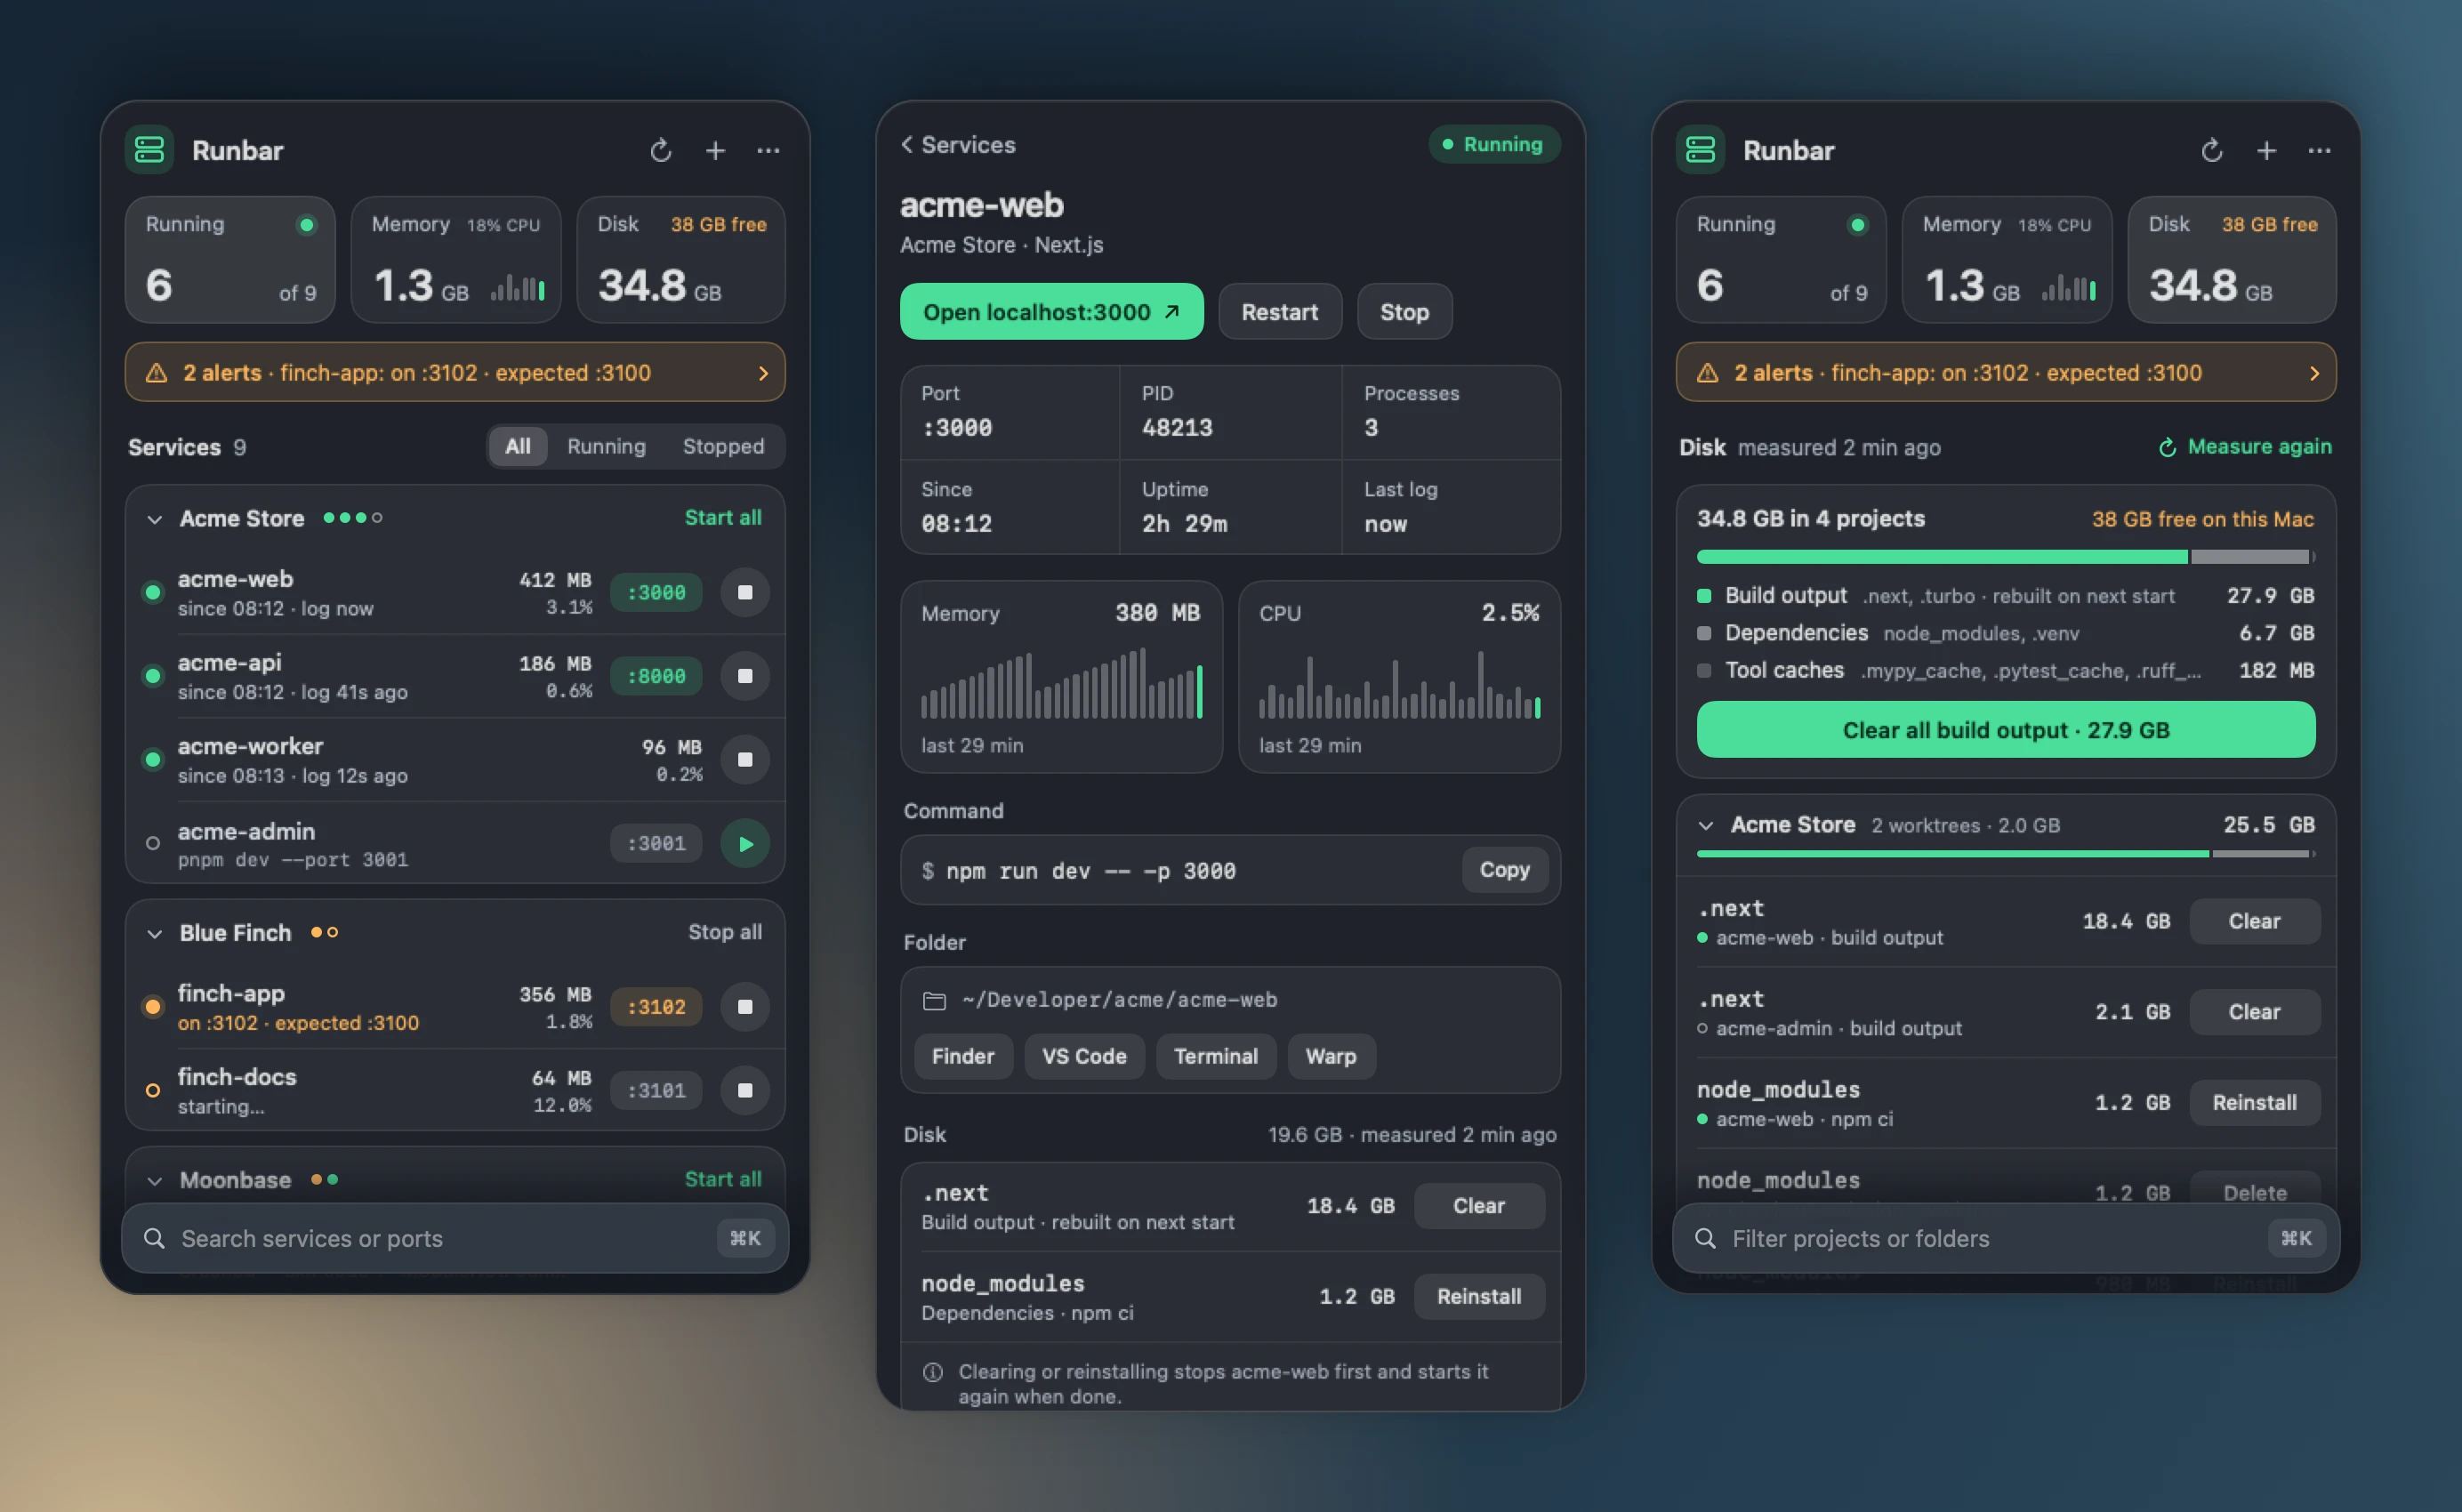 Runbar
Running
6 of 9
Memory 18% CPU
1.3 GB
Disk 38 GB free
34.8 GB
2 alerts · finch-app: on :3102 · expected :3100
Services 9
All Running Stopped
Acme Store Start all
acme-web 412 MB :3000
since 08:12 · log now 3.1%
acme-api 186 MB :8000
since 08:12 · log 41s ago 0.6%
acme-worker 96 MB
since 08:13 · log 12s ago 0.2%
acme-admin :3001
pnpm dev --port 3001
Blue Finch Stop all
finch-app 356 MB :3102
on :3102 · expected :3100 1.8%
finch-docs 64 MB :3101
starting… 12.0%
Moonbase Start all
Search services or ports ⌘K
Services Running
acme-web
Acme Store · Next.js
Open localhost:3000 Restart Stop
Port PID Processes
:3000 48213 3
Since Uptime Last log
08:12 2h 29m now
Memory 380 MB
last 29 min
CPU 2.5%
last 29 min
Command
$ npm run dev -- -p 3000 Copy
Folder
~/Developer/acme/acme-web
Finder VS Code Terminal Warp
Disk 19.6 GB · measured 2 min ago
.next 18.4 GB Clear
Build output · rebuilt on next start
node_modules 1.2 GB Reinstall
Dependencies · npm ci
Clearing or reinstalling stops acme-web first and starts it
again when done.
Runbar
Running
6 of 9
Memory 18% CPU
1.3 GB
Disk 38 GB free
34.8 GB
2 alerts · finch-app: on :3102 · expected :3100
Disk measured 2 min ago Measure again
34.8 GB in 4 projects 38 GB free on this Mac
Build output .next, .turbo · rebuilt on next start 27.9 GB
Dependencies node_modules, .venv 6.7 GB
Tool caches .mypy_cache, .pytest_cache, .ruff_… 182 MB
Clear all build output · 27.9 GB
Acme Store 2 worktrees · 2.0 GB 25.5 GB
.next 18.4 GB Clear
acme-web · build output
.next 2.1 GB Clear
acme-admin · build output
node_modules 1.2 GB Reinstall
acme-web · npm ci
node_modules 1.2 GB Delete
Filter projects or folders ⌘K
node_modules 980 MB Reinstall